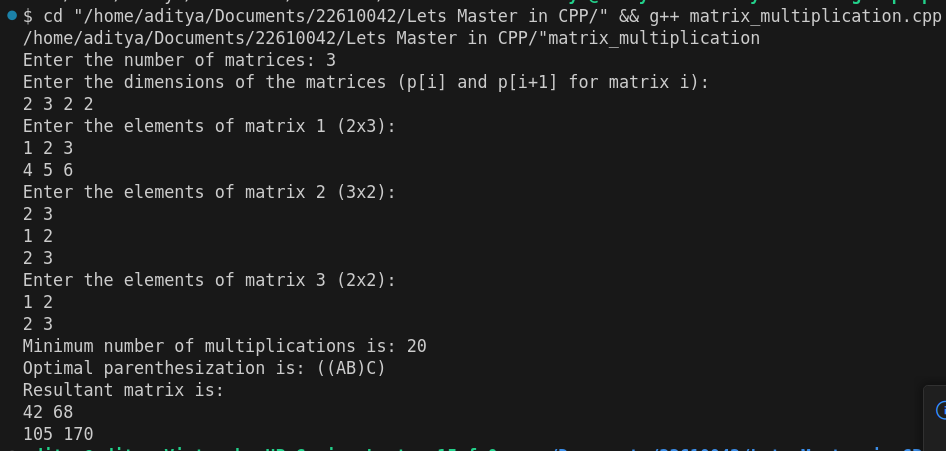 $ cd "/home/aditya/Documents/22610042/Lets Master in CPP/" && g++ matrix_multiplication.cpp
/home/aditya/Documents/22610042/Lets Master in CPP/"matrix_multiplication
Enter the number of matrices: 3
Enter the dimensions of the matrices (p[i] and p[i+1] for matrix i):
2 3 2 2
Enter the elements of matrix 1 (2x3):
1 2 3
4 5 6
Enter the elements of matrix 2 (3x2):
2 3
1 2
2 3
Enter the elements of matrix 3 (2x2):
1 2
2 3
Minimum number of multiplications is: 20
Optimal parenthesization is: ((AB)C)
Resultant matrix is:
42 68
105 170